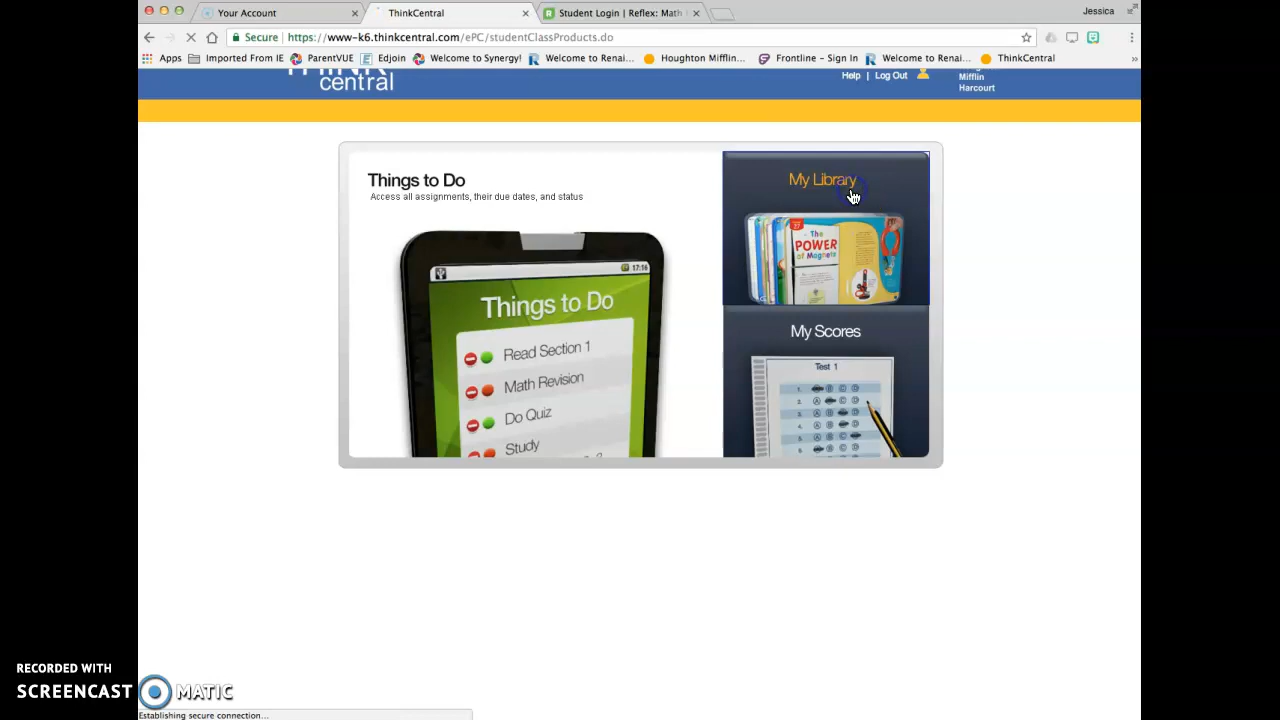 Your Account
ThinkCentral
Student Login | Reflex: Math
Jessica
Secure
https://www-k6.thinkcentral.com/ePC/studentClassProducts.do
Apps
Imported From IE
ParentVUE
Edjoin
Welcome to Synergy!
Welcome to Renai...
Houghton Mifflin...
Frontline - Sign In
Welcome to Renai...
ThinkCentral
central
Help | Log Out
Mifflin
Harcourt
Things to Do
Access all assignments, their due dates, and status
My Library
The
POWER
of Magnets
17:16
Things to Do
Read Section 1
Math Revision
Do Quiz
Study
My Scores
Test 1
RECORDED WITH
SCREENCAST MATIC
Establishing secure connection...